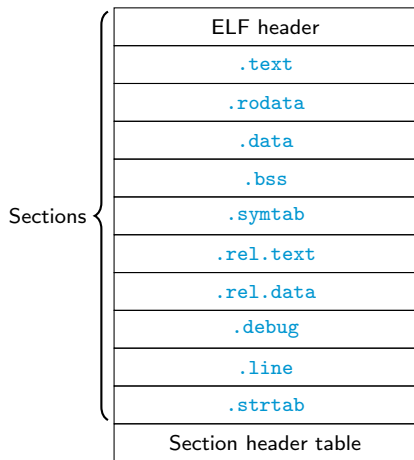 ELF header
.text
.rodata
.data
.bss
Sections
.symtab
.rel.text
.rel.data
.debug
.line
.strtab
Section header table